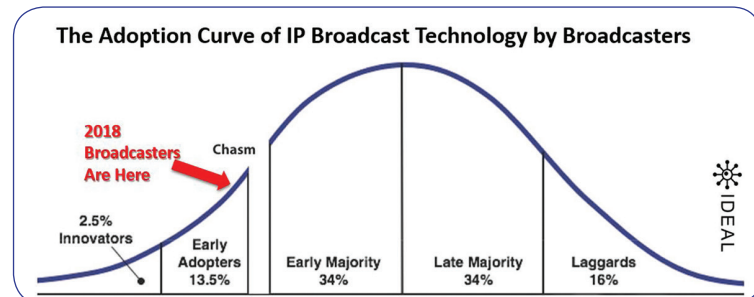 The Adoption Curve of IP Broadcast Technology by Broadcasters
2018
Broadcasters
Are Here
Chasm
2.5%
Innovators
Early
Adopters
13.5%
Early Majority
34%
Late Majority
34%
Laggards
16%
IDEAL